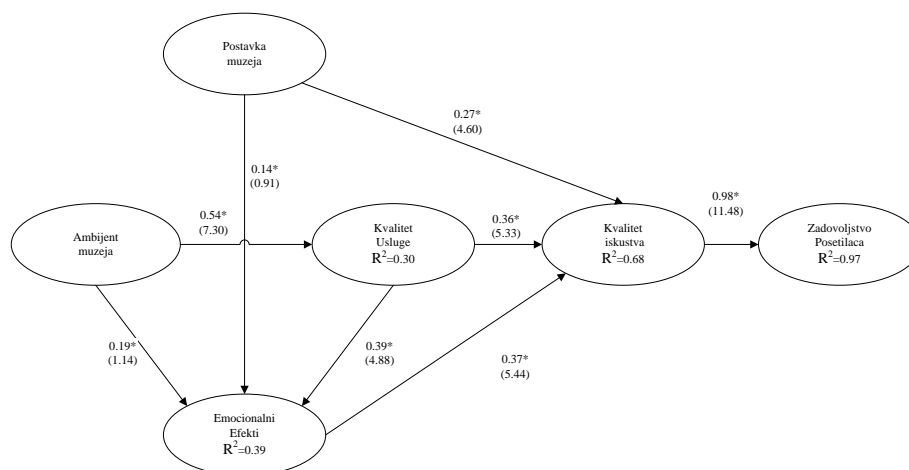 Postavka
muzeja
0.27*
(4.60)
0.14*
(0.91)
0.54*
(7.30)
0.36*
(5.33)
0.98*
(11.48)
Ambijent
muzeja
Kvalitet
Usluge
R²=0.30
Kvalitet
iskustva
R²=0.68
Zadovoljstvo
Posetilaca
R²=0.97
0.19*
(1.14)
0.39*
(4.88)
0.37*
(5.44)
Emocionalni
Efekti
R²=0.39